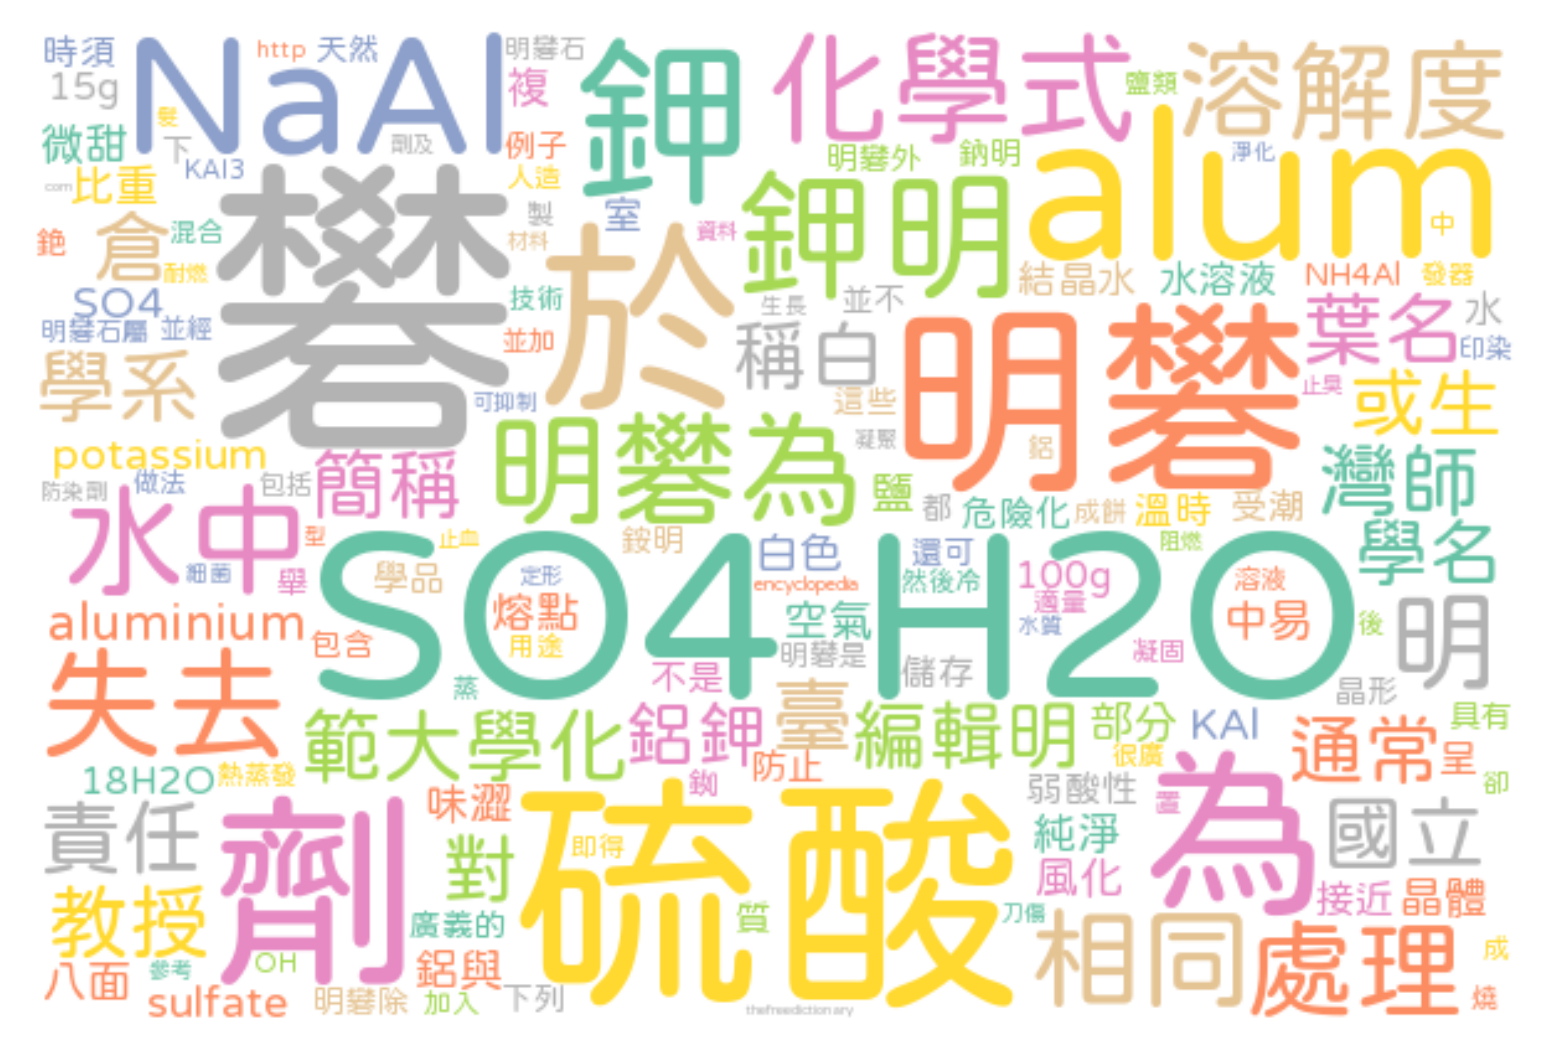 時須
http
天然
明礬石
15g
NaAl
複
鉀
化學式
鹽類
溶解度
髮
微甜
下
劑及
例子
KAl3
明礬外
鈉明
淨化
alum
com
比重
人造
礬
製
室
鉀明
中
銫
倉
混合
材料
於
資料
耐燃
結晶水
水溶液
NH4Al
發器
SO4
技術
生長
並不
明礬
葉名
水
明礬石屬
並經
並加
稱白
印染
學系
可抑制
這些
止臭
或生
明礬為
凝聚
鋁
potassium
簡稱
灣師
防染劑
做法
包括
鹽
都
危險化
成餅
溫時
受潮
水中
型
止血
銨明
白色
還可
阻燃
學名
細菌
舉
SO4H2O
學品
定形
encyclopedia
然後冷
100g
溶液
熔點
空氣
適量
中易
aluminium
包含
用途
水質
後
明
失去
明礬是
儲存
凝固
不是
晶形
蒸
範大學化
鋁鉀
臺
編輯明
部分
KAl
通常
具有
很廣
呈
18H2O
熱蒸發
防止
銣
為
卻
責任
劑
味澀
硫酸
弱酸性
置
國立
對
即得
純淨
教授
風化
接近
晶體
廣義的
質
刀傷
相同
處理
八面
參考
OH
鋁與
成
sulfate
明礬除
加入
下列
thefreedictionary
燒